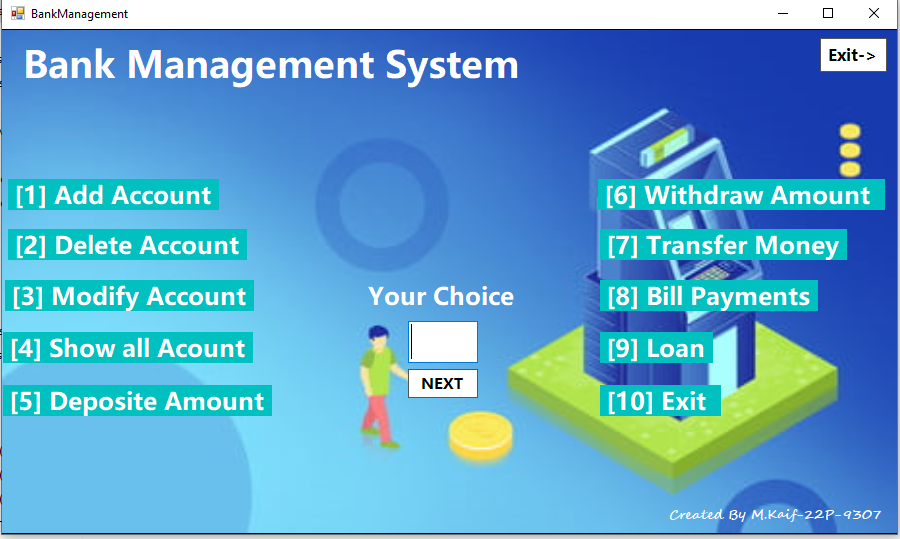 BankManagement
Bank Management System
Exit->
[1] Add Account
[2] Delete Account
[3] Modify Account
[4] Show all Acount
[5] Deposite Amount
Your Choice
NEXT
[6] Withdraw Amount
[7] Transfer Money
[8] Bill Payments
[9] Loan
[10] Exit
Created By M.Kaif-22P-9307